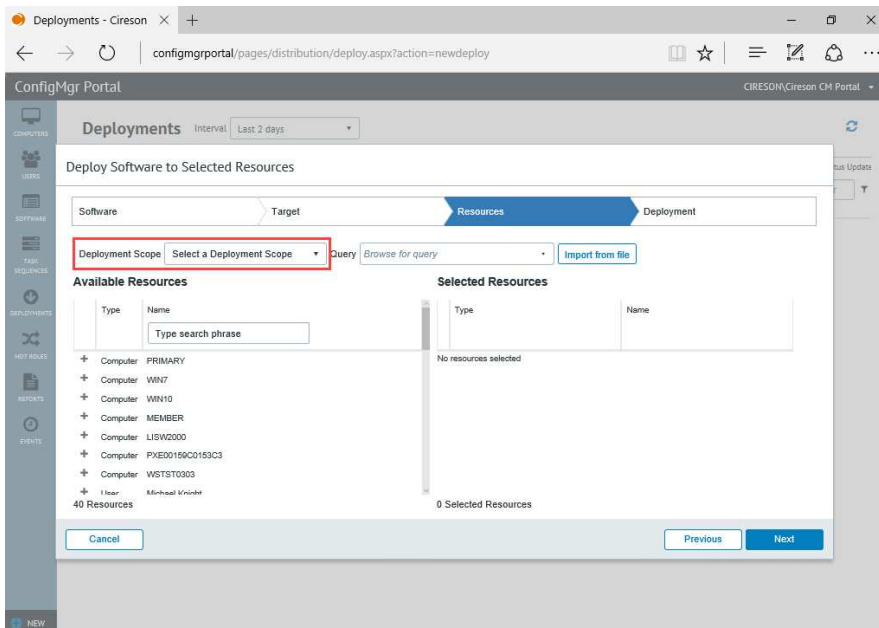 Deployments - Cireson
configmgrportal/pages/distribution/deploy.aspx?action=newdeploy
ConfigMgr Portal
CIRESON\Cireson CM Portal
COMPUTERS
USERS
SOFTWARE
TASK SEQUENCES
DEPLOYMENTS
HOT ROLES
REPORTS
EVENTS
NEW
Deployments Interval Last 2 days
tus Update
Deploy Software to Selected Resources
Software Target Resources Deployment
Deployment Scope Select a Deployment Scope Query Browse for query Import from file
Available Resources
Type Name
Type search phrase
Computer PRIMARY
Computer WIN7
Computer WIN10
Computer MEMBER
Computer LISW2000
Computer PXE00159C0153C3
Computer WSTST0303
User Michael Knight
40 Resources
Selected Resources
Type Name
No resources selected
0 Selected Resources
Cancel Previous Next